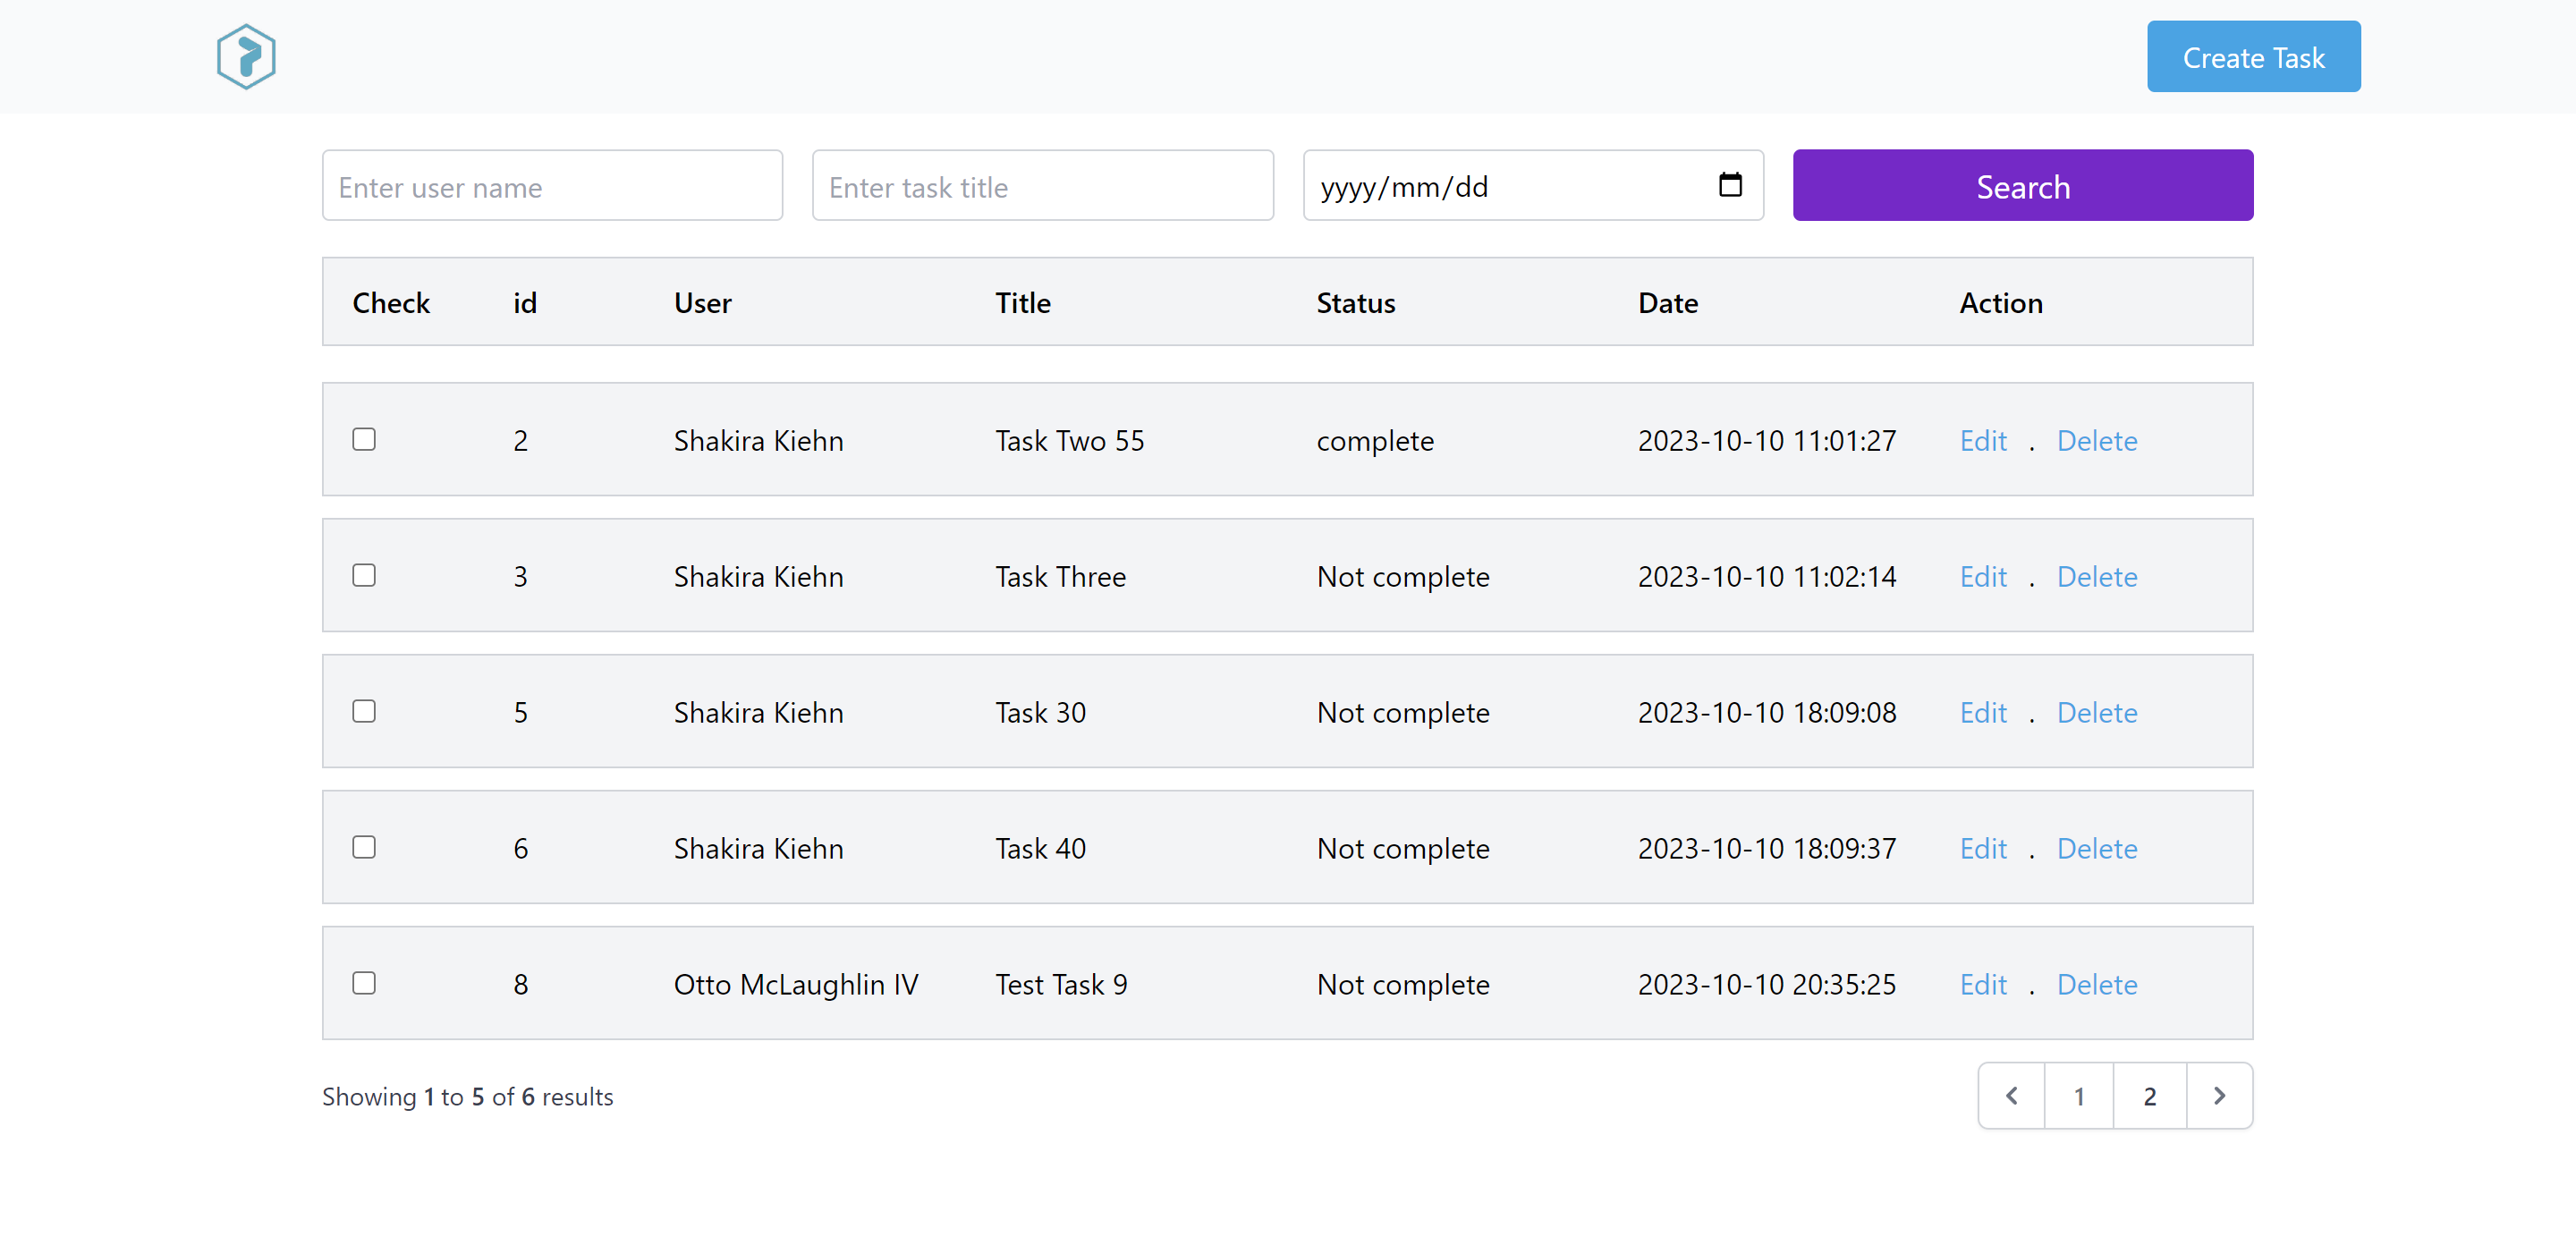 Create Task
Enter user name Enter task title yyyy/mm/dd Search
Check id User Title Status Date Action
2 Shakira Kiehn Task Two 55 complete 2023-10-10 11:01:27 Edit . Delete
3 Shakira Kiehn Task Three Not complete 2023-10-10 11:02:14 Edit . Delete
5 Shakira Kiehn Task 30 Not complete 2023-10-10 18:09:08 Edit . Delete
6 Shakira Kiehn Task 40 Not complete 2023-10-10 18:09:37 Edit . Delete
8 Otto McLaughlin IV Test Task 9 Not complete 2023-10-10 20:35:25 Edit . Delete
Showing 1 to 5 of 6 results 1 2